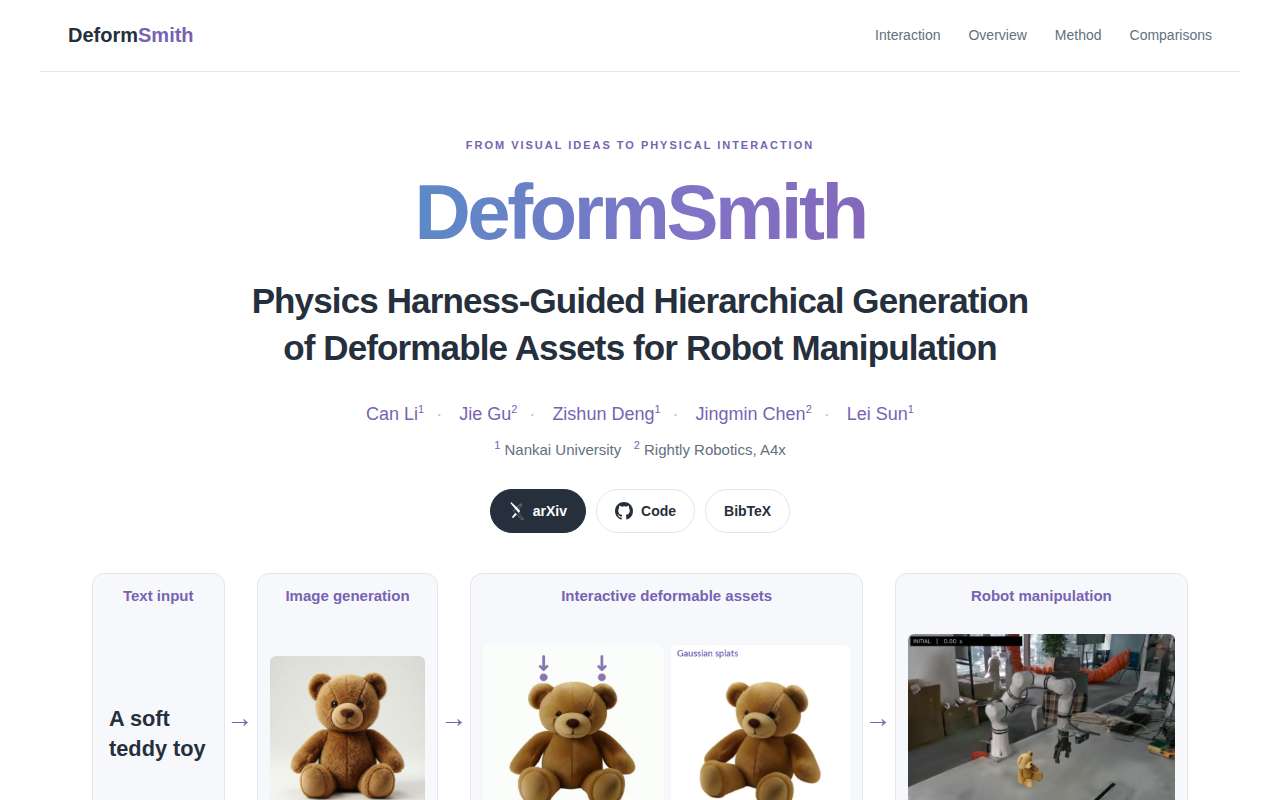 DeformSmith
Interaction
Overview
Method
Comparisons
FROM VISUAL IDEAS TO PHYSICAL INTERACTION
DeformSmith
Physics Harness-Guided Hierarchical Generation
of Deformable Assets for Robot Manipulation
Can Li1 · Jie Gu2 · Zishun Deng1 · Jingmin Chen2 · Lei Sun1
1 Nankai University 2 Rightly Robotics, A4x
arXiv
Code
BibTeX
Text input
A soft
teddy toy
→
Image generation
→
Interactive deformable assets
Gaussian splats
→
Robot manipulation
INITIAL | 0.00 s